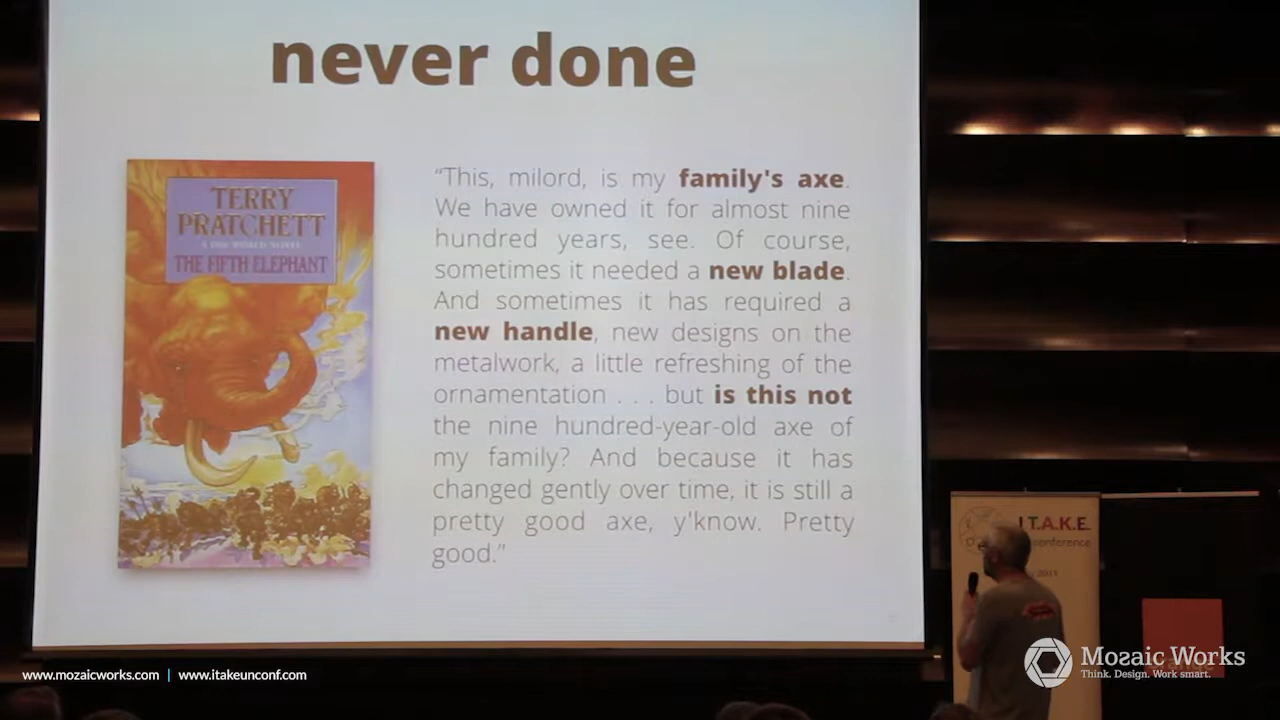 never done
TERRY
PRATCHETT
A DISCWORLD NOVEL
THE FIFTH ELEPHANT
“This, milord, is my family's axe.
We have owned it for almost nine
hundred years, see. Of course,
sometimes it needed a new blade.
And sometimes it has required a
new handle, new designs on the
metalwork, a little refreshing of the
ornamentation . . . but is this not
the nine hundred-year-old axe of
my family? And because it has
changed gently over time, it is still a
pretty good axe, y'know. Pretty
good.”
I.T.A.K.E.
www.mozaicworks.com | www.itakeunconf.com
Mozaic Works
Think. Design. Work smart.